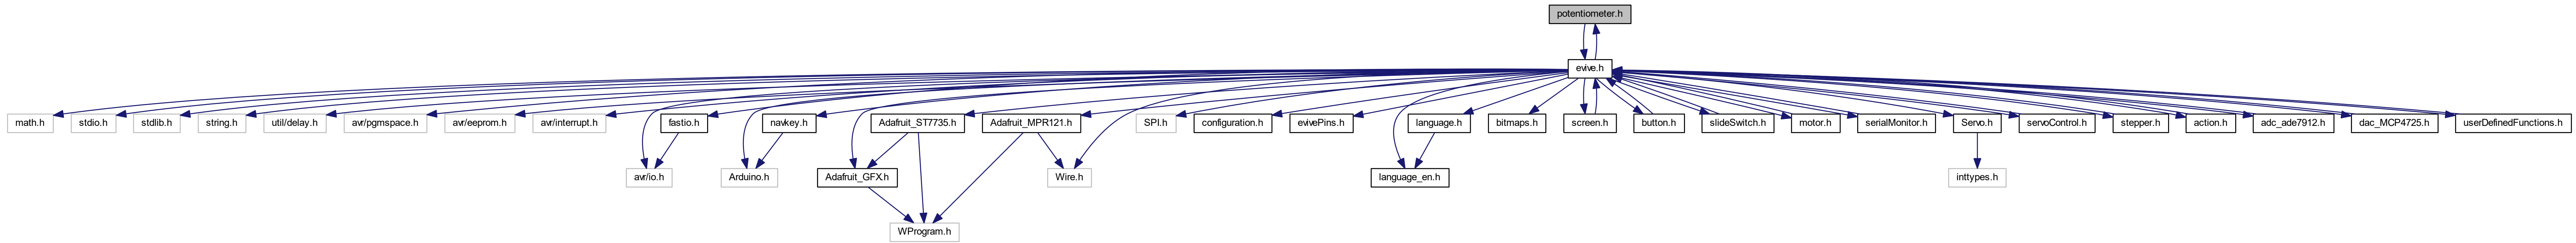 potentiometer.h
evive.h
math.h
stdio.h
stdlib.h
string.h
util/delay.h
avr/pgmspace.h
avr/eeprom.h
avr/interrupt.h
fastio.h
navkey.h
Adafruit_ST7735.h
Adafruit_MPR121.h
SPI.h
configuration.h
evivePins.h
language.h
bitmaps.h
screen.h
button.h
slideSwitch.h
motor.h
serialMonitor.h
Servo.h
servoControl.h
stepper.h
action.h
adc_ade7912.h
dac_MCP4725.h
userDefinedFunctions.h
avr/io.h
Arduino.h
Adafruit_GFX.h
Wire.h
language_en.h
inttypes.h
WProgram.h